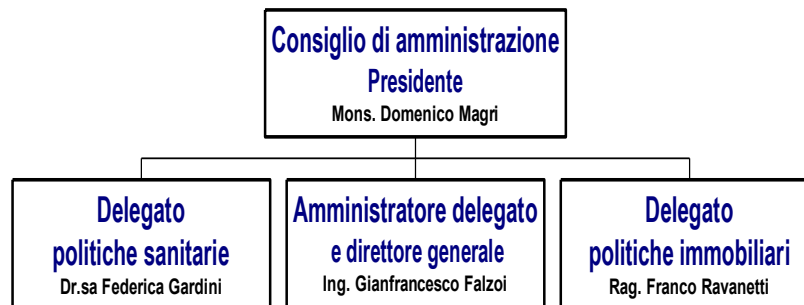 Consiglio di amministrazione
Presidente
Mons. Domenico Magri
Delegato
politiche sanitarie
Dr.sa Federica Gardini
Amministratore delegato
e direttore generale
Ing. Gianfrancesco Falzoi
Delegato
politiche immobiliari
Rag. Franco Ravanetti